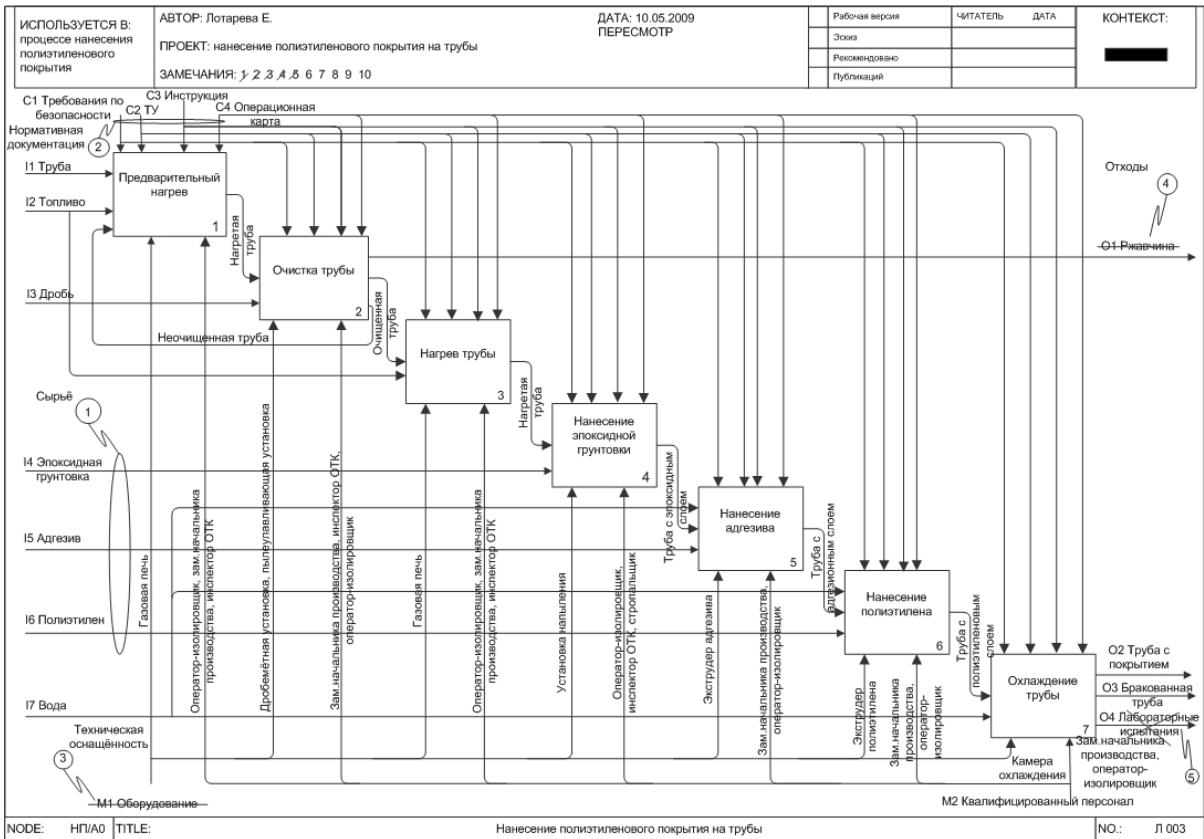 ИСПОЛЬЗУЕТСЯ В:
процессе нанесения
полиэтиленового
покрытия
АВТОР: Лотарева Е.
ДАТА: 10.05.2009
ПЕРЕСМОТР
ПРОЕКТ: нанесение полиэтиленового покрытия на трубы
ЗАМЕЧАНИЯ: 1 2 3 4 5 6 7 8 9 10
Рабочая версия
Эскиз
Рекомендовано
Публикаций
ЧИТАТЕЛЬ ДАТА
КОНТЕКСТ:
C1 Требования по
безопасности
C2 ТУ
C3 Инструкция
C4 Операционная
карта
Нормативная
документация
2
I1 Труба
I2 Топливо
Предварительный
нагрев
1
Нагретая
труба
Отходы
4
O1 Ржавчина
Очистка трубы
2
I3 Дробь
Неочищенная труба
Очищенная
труба
Нагрев трубы
3
Нагретая
труба
Сырьё
1
Нанесение
эпоксидной
грунтовки
4
I4 Эпоксидная
грунтовка
Труба с эпоксидным
слоем
Нанесение
адгезива
5
I5 Адгезив
Труба с
адгезионным слоем
Нанесение
полиэтилена
6
I6 Полиэтилен
Труба с
полиэтиленовым
слоем
Охлаждение
трубы
7
I7 Вода
O2 Труба с
покрытием
O3 Бракованная
труба
O4 Лабораторные
испытания
5
Газовая печь
Оператор-изолировщик, зам.начальника
производства, инспектор ОТК
Дробемётная установка, пылеулавливающая установка
Зам.начальника производства, инспектор ОТК,
оператор-изолировщик
Газовая печь
Оператор-изолировщик, зам.начальника
производства, инспектор ОТК
Установка напыления
Оператор-изолировщик,
инспектор ОТК, стропальщик
Экструдер адгезива
Зам.начальника производства,
оператор-изолировщик
Экструдер
полиэтилена
Зам.начальника
производства,
оператор-
изолировщик
Камера
охлаждения
Зам.начальника
производства,
оператор-
изолировщик
Техническая
оснащённость
3
M1 Оборудование
M2 Квалифицированный персонал
NODE: НП/А0
TITLE: Нанесение полиэтиленового покрытия на трубы
NO.: Л 003